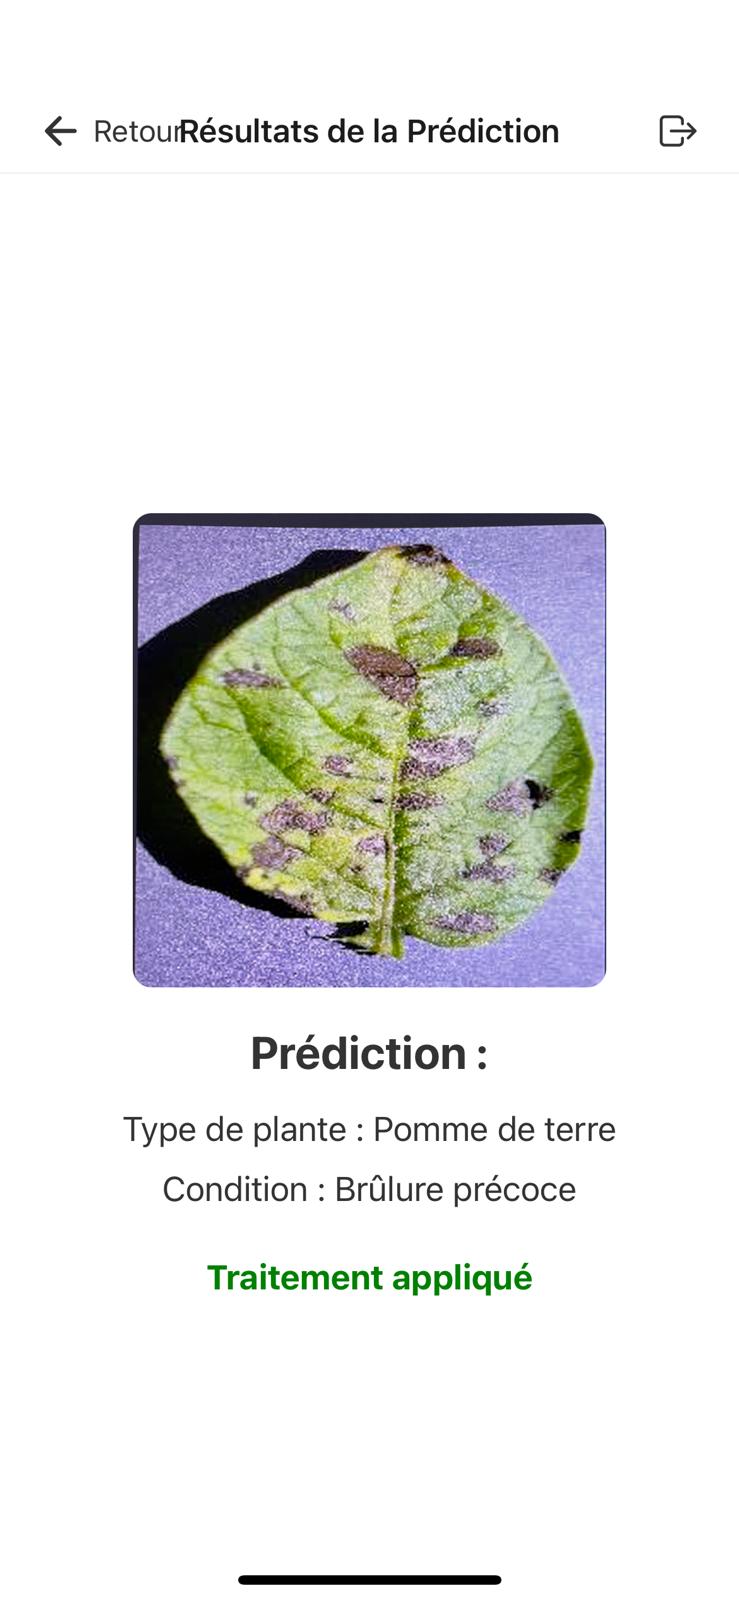 Retour
Résultats de la Prédiction
Prédiction :
Type de plante : Pomme de terre
Condition : Brûlure précoce
Traitement appliqué